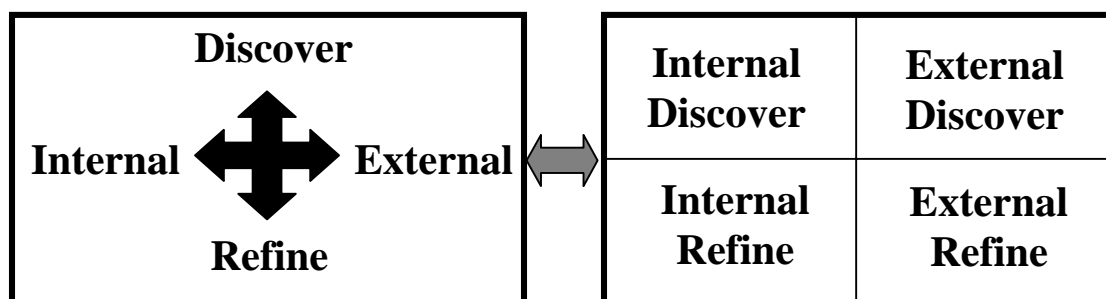 Discover
Internal
External
Refine
Internal
Discover
External
Discover
Internal
Refine
External
Refine